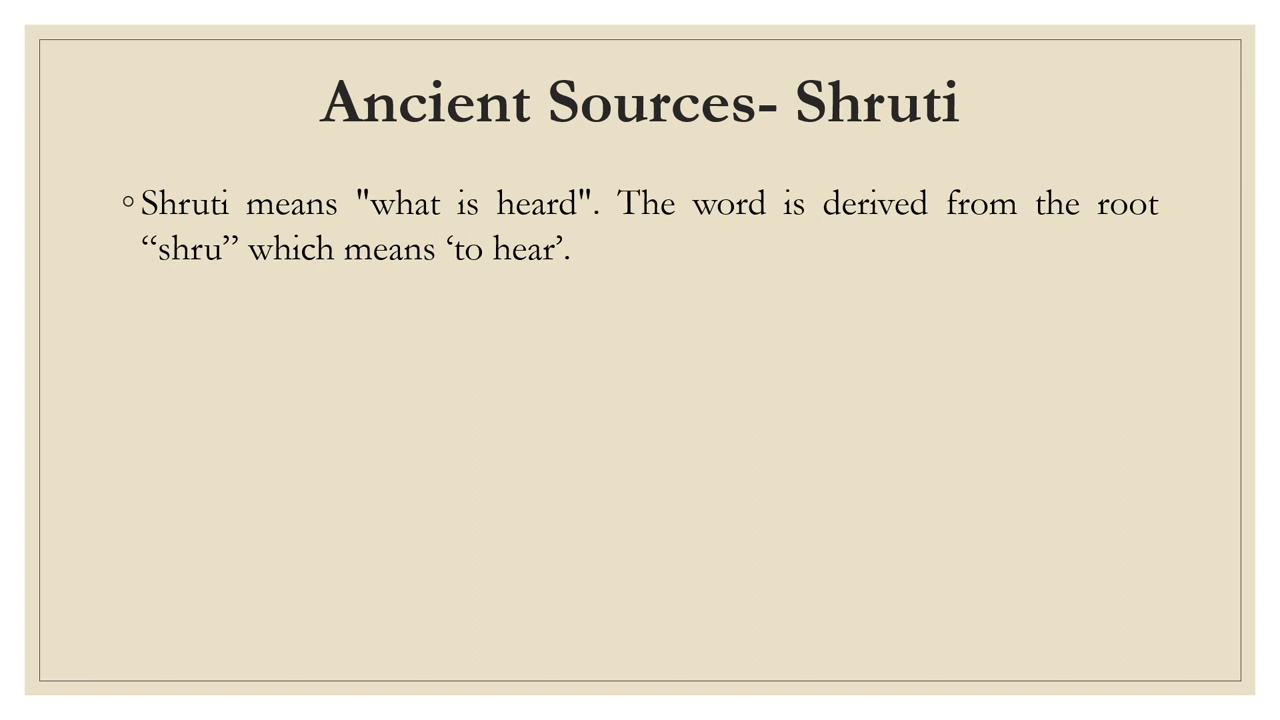 Ancient Sources- Shruti
◦ Shruti means "what is heard". The word is derived from the root
“shru” which means ‘to hear’.